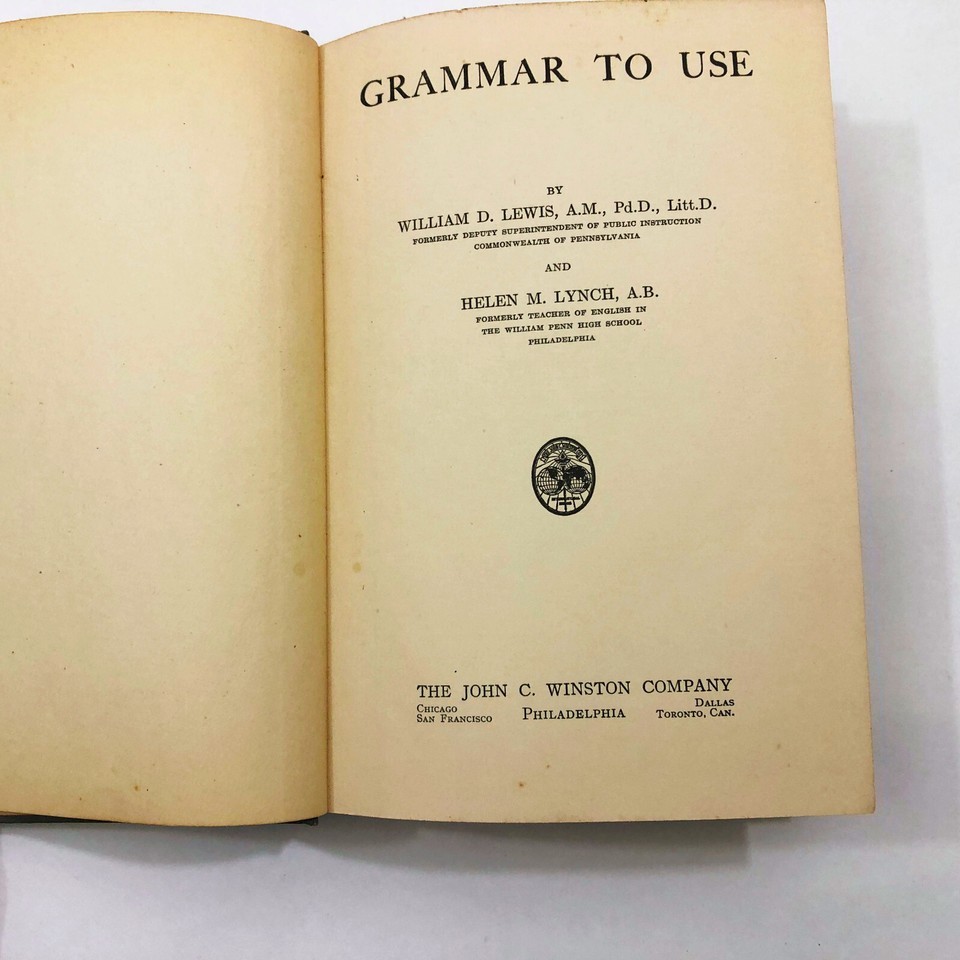 GRAMMAR TO USE
BY
WILLIAM D. LEWIS, A.M., Pd.D., Litt.D.
FORMERLY DEPUTY SUPERINTENDENT OF PUBLIC INSTRUCTION
COMMONWEALTH OF PENNSYLVANIA
AND
HELEN M. LYNCH, A.B.
FORMERLY TEACHER OF ENGLISH IN
THE WILLIAM PENN HIGH SCHOOL
PHILADELPHIA
THE JOHN C. WINSTON COMPANY
CHICAGO
SAN FRANCISCO
PHILADELPHIA
DALLAS
TORONTO, CAN.